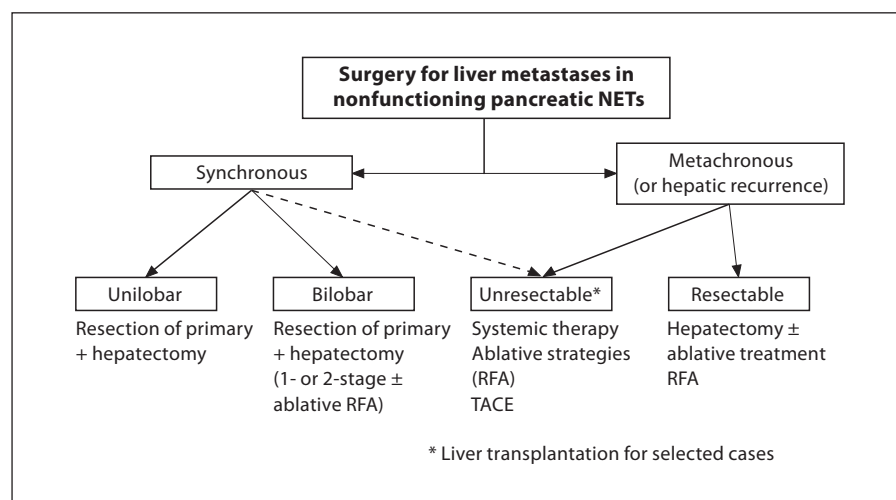 Surgery for liver metastases in
nonfunctioning pancreatic NETs
Synchronous
Metachronous
(or hepatic recurrence)
Unilobar
Resection of primary
+ hepatectomy
Bilobar
Resection of primary
+ hepatectomy
(1- or 2-stage ±
ablative RFA)
Unresectable*
Systemic therapy
Ablative strategies
(RFA)
TACE
Resectable
Hepatectomy ±
ablative treatment
RFA
* Liver transplantation for selected cases